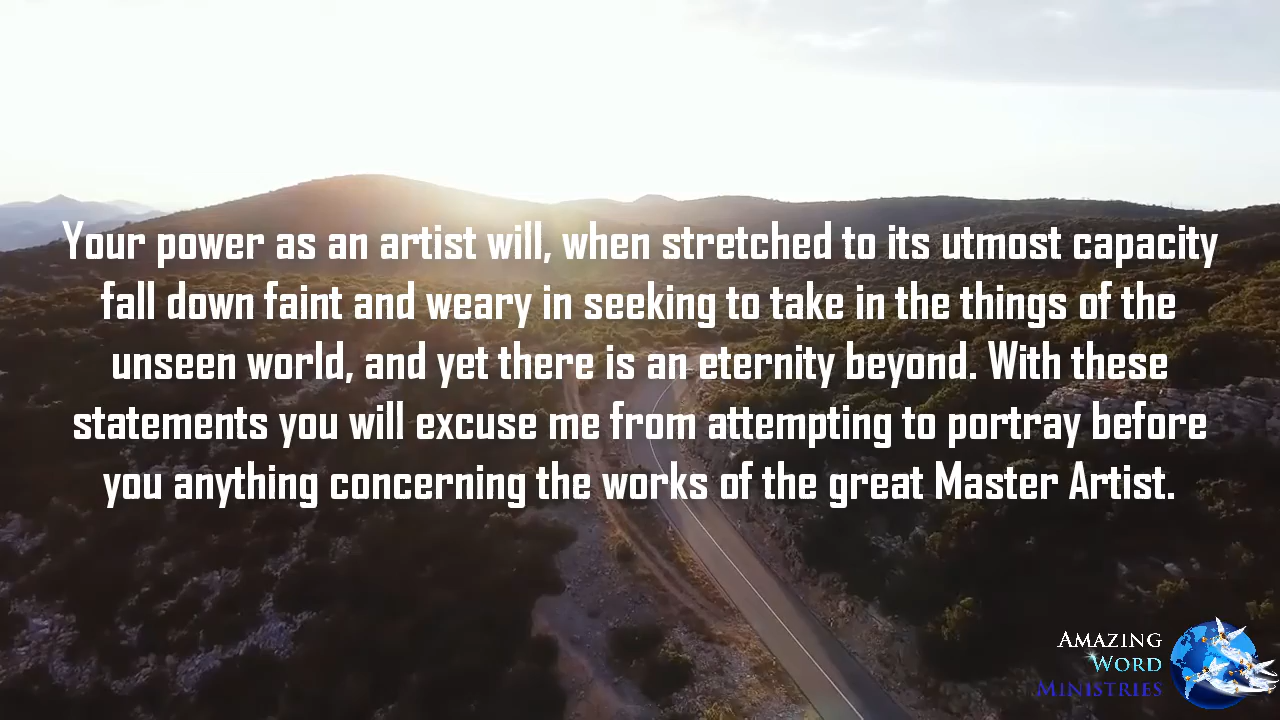 Your power as an artist will, when stretched to its utmost capacity
fall down faint and weary in seeking to take in the things of the
unseen world, and yet there is an eternity beyond. With these
statements you will excuse me from attempting to portray before
you anything concerning the works of the great Master Artist.
Amazing
Word
Ministries